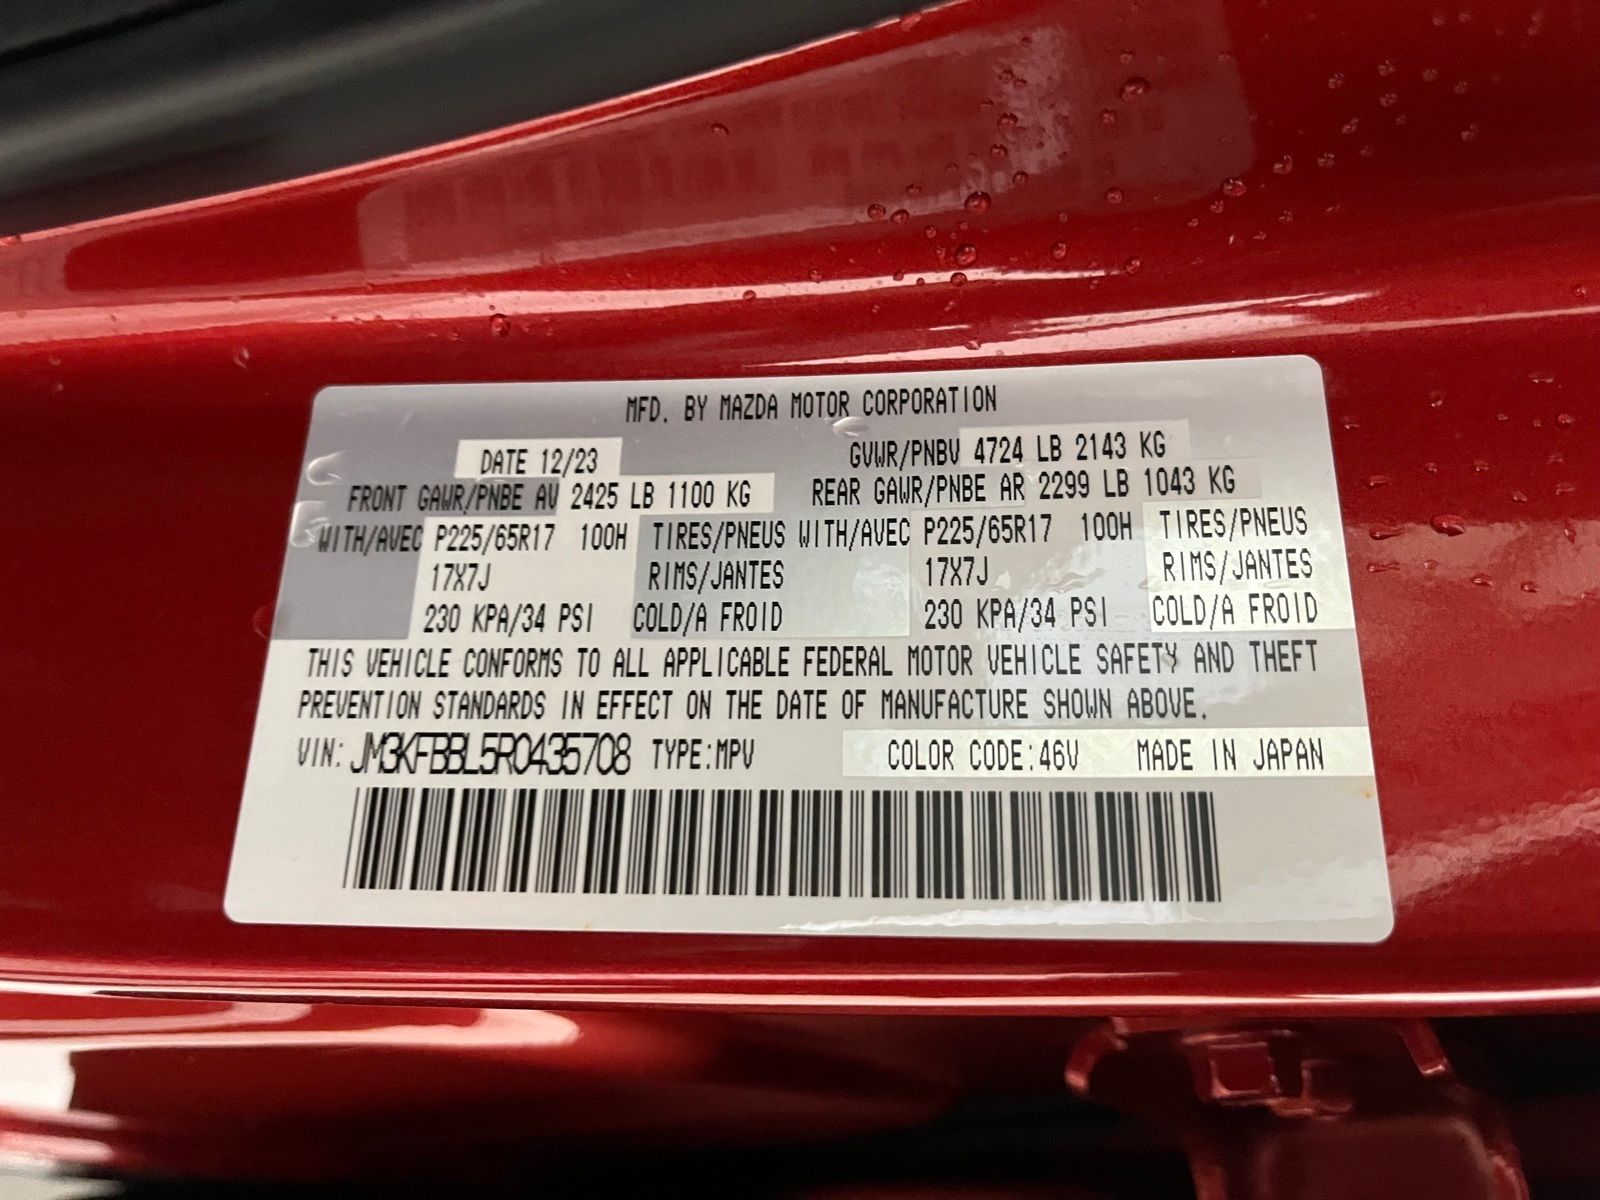 MFD. BY MAZDA MOTOR CORPORATION
DATE 12/23 GVWR/PNBV 4724 LB 2143 KG
FRONT GAWR/PNBE AV 2425 LB 1100 KG REAR GAWR/PNBE AR 2299 LB 1043 KG
WITH/AVEC P225/65R17 100H TIRES/PNEUS WITH/AVEC P225/65R17 100H TIRES/PNEUS
17X7J RIMS/JANTES 17X7J RIMS/JANTES
230 KPA/34 PSI COLD/A FROID 230 KPA/34 PSI COLD/A FROID
THIS VEHICLE CONFORMS TO ALL APPLICABLE FEDERAL MOTOR VEHICLE SAFETY AND THEFT
PREVENTION STANDARDS IN EFFECT ON THE DATE OF MANUFACTURE SHOWN ABOVE.
VIN: JM3KFBBL5R0435708 TYPE:MPV COLOR CODE:46V MADE IN JAPAN